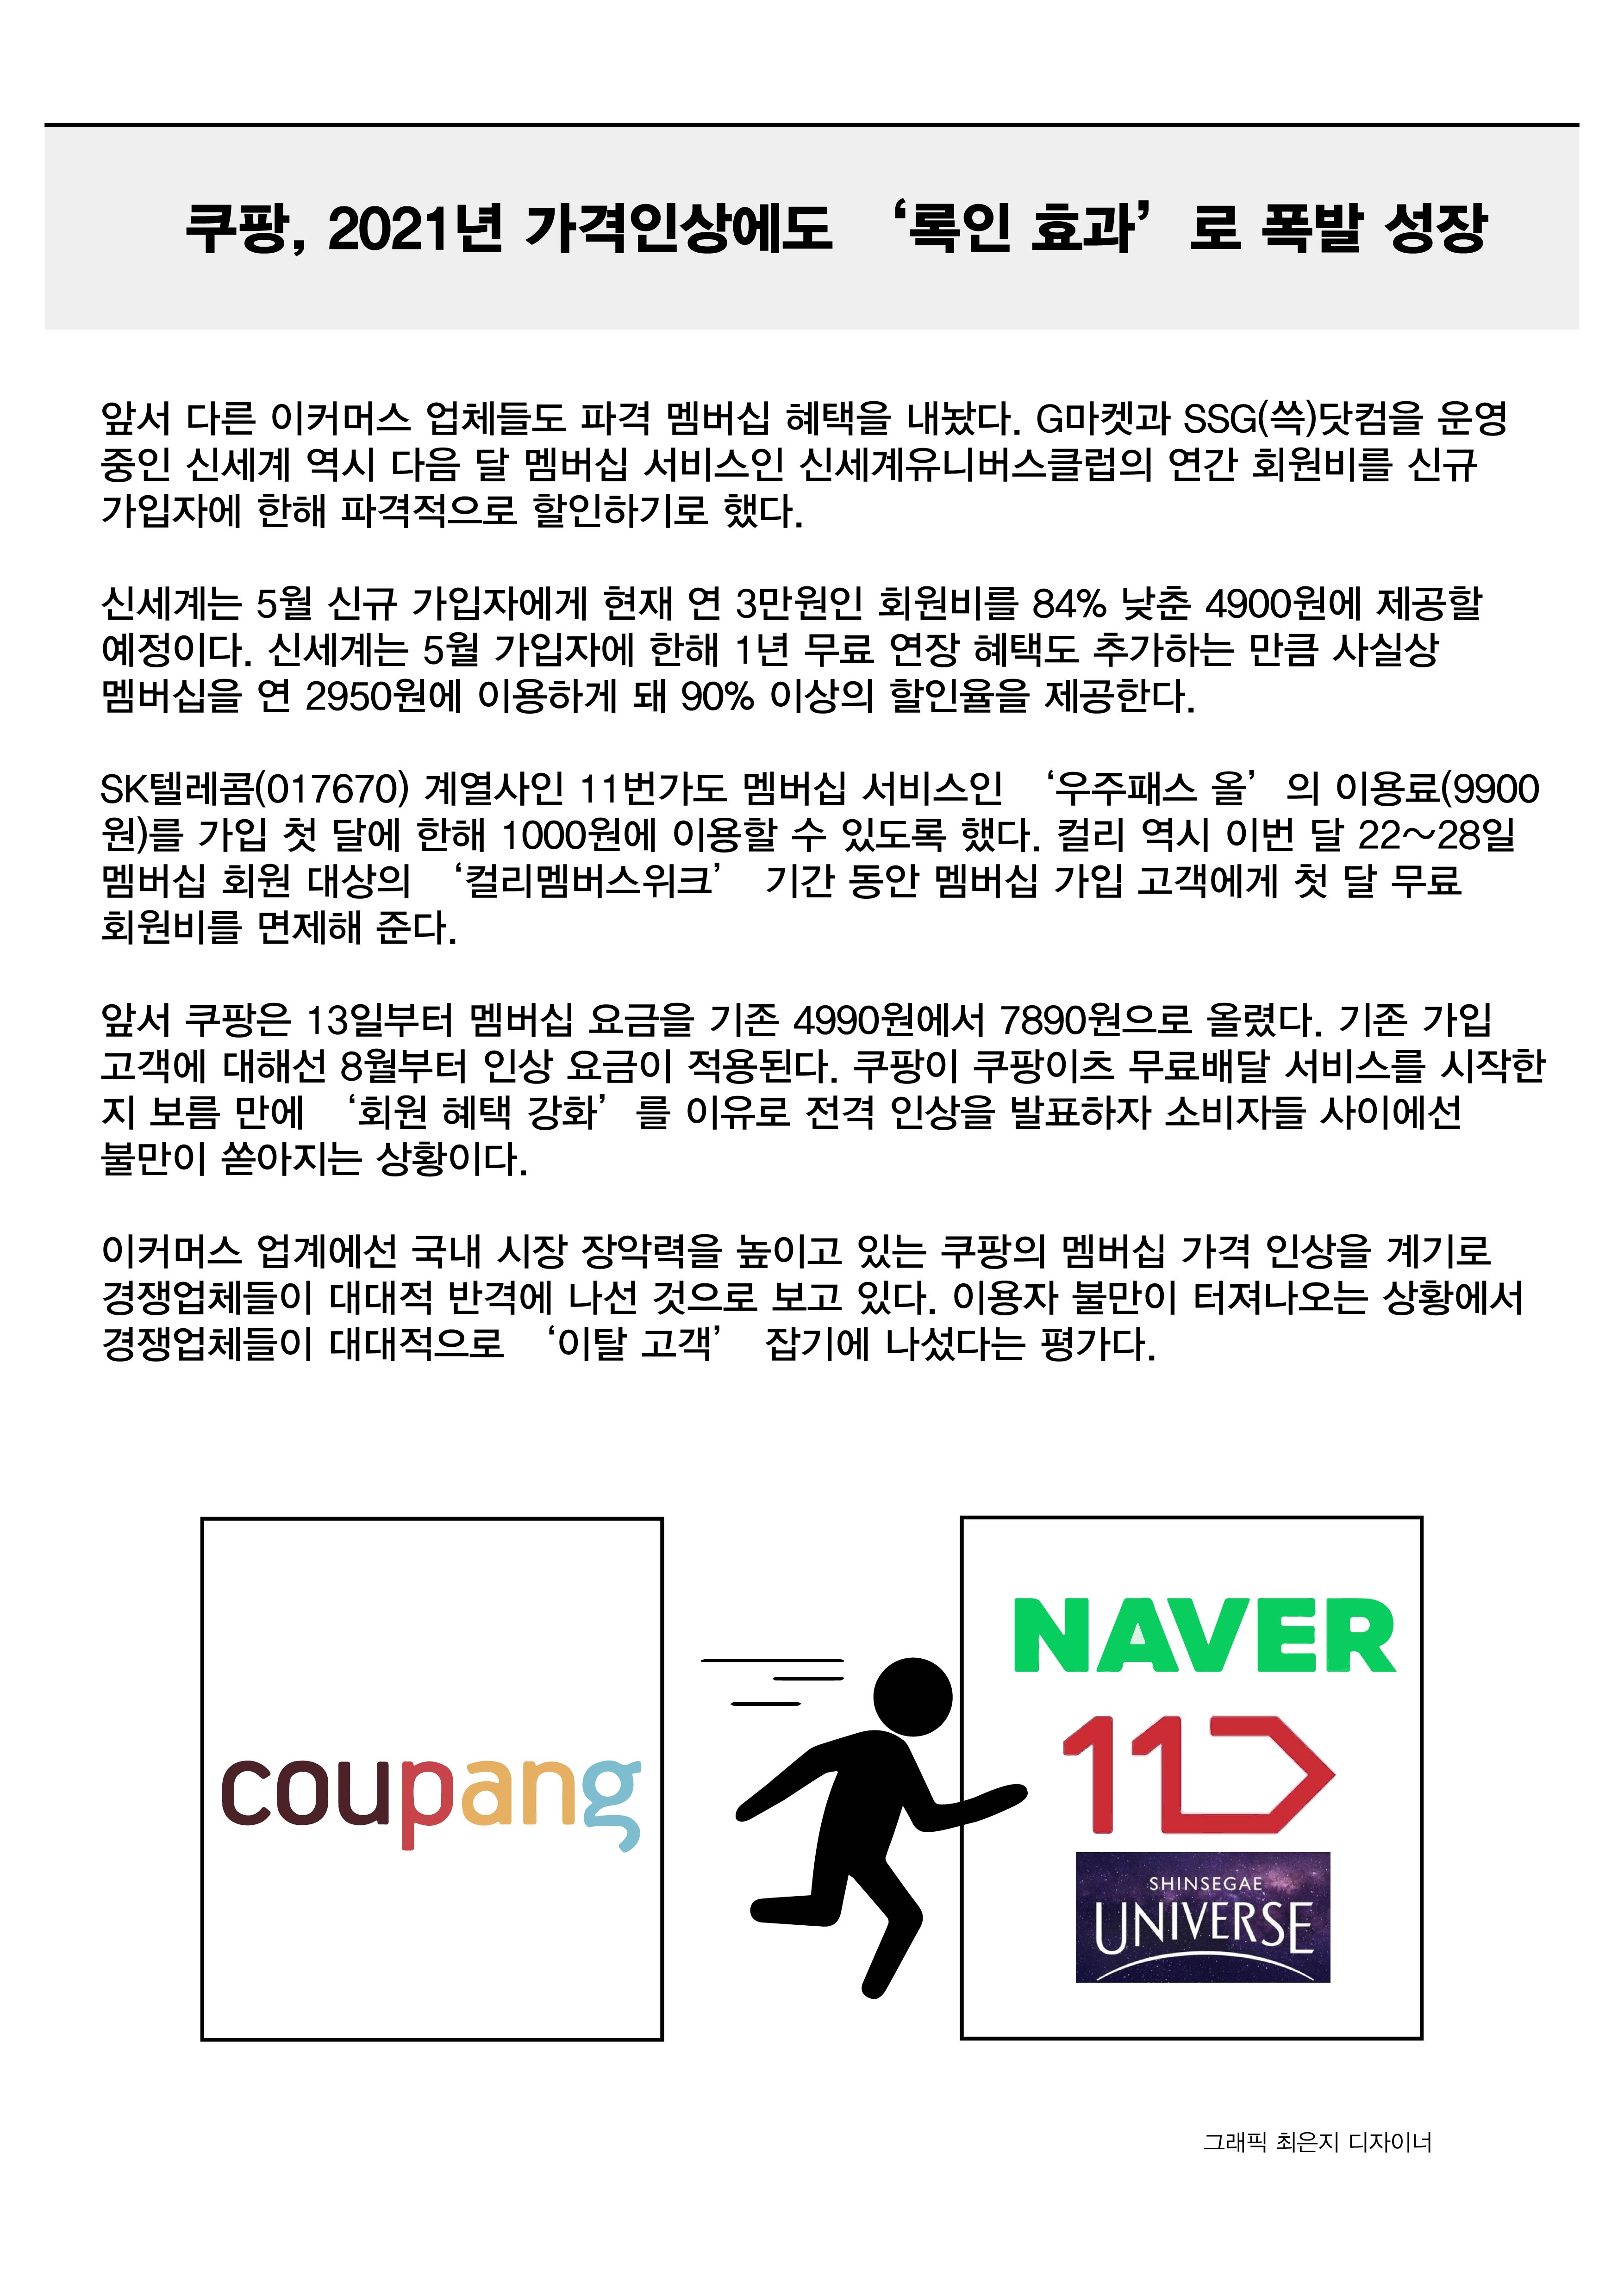 쿠팡, 2021년 가격인상에도 ‘록인 효과’로 폭발 성장
앞서 다른 이커머스 업체들도 파격 멤버십 혜택을 내놨다. G마켓과 SSG(쓱)닷컴을 운영
중인 신세계 역시 다음 달 멤버십 서비스인 신세계유니버스클럽의 연간 회원비를 신규
가입자에 한해 파격적으로 할인하기로 했다.
신세계는 5월 신규 가입자에게 현재 연 3만원인 회원비를 84% 낮춘 4900원에 제공할
예정이다. 신세계는 5월 가입자에 한해 1년 무료 연장 혜택도 추가하는 만큼 사실상
멤버십을 연 2950원에 이용하게 돼 90% 이상의 할인율을 제공한다.
SK텔레콤(017670) 계열사인 11번가도 멤버십 서비스인 ‘우주패스 올’의 이용료(9900
원)를 가입 첫 달에 한해 1000원에 이용할 수 있도록 했다. 컬리 역시 이번 달 22~28일
멤버십 회원 대상의 ‘컬리멤버스위크’ 기간 동안 멤버십 가입 고객에게 첫 달 무료
회원비를 면제해 준다.
앞서 쿠팡은 13일부터 멤버십 요금을 기존 4990원에서 7890원으로 올렸다. 기존 가입
고객에 대해선 8월부터 인상 요금이 적용된다. 쿠팡이 쿠팡이츠 무료배달 서비스를 시작한
지 보름 만에 ‘회원 혜택 강화’를 이유로 전격 인상을 발표하자 소비자들 사이에선
불만이 쏟아지는 상황이다.
이커머스 업계에선 국내 시장 장악력을 높이고 있는 쿠팡의 멤버십 가격 인상을 계기로
경쟁업체들이 대대적 반격에 나선 것으로 보고 있다. 이용자 불만이 터져나오는 상황에서
경쟁업체들이 대대적으로 ‘이탈 고객’ 잡기에 나섰다는 평가다.
coupang
NAVER
11
SHINSEGAE
UNIVERSE
그래픽 최은지 디자이너